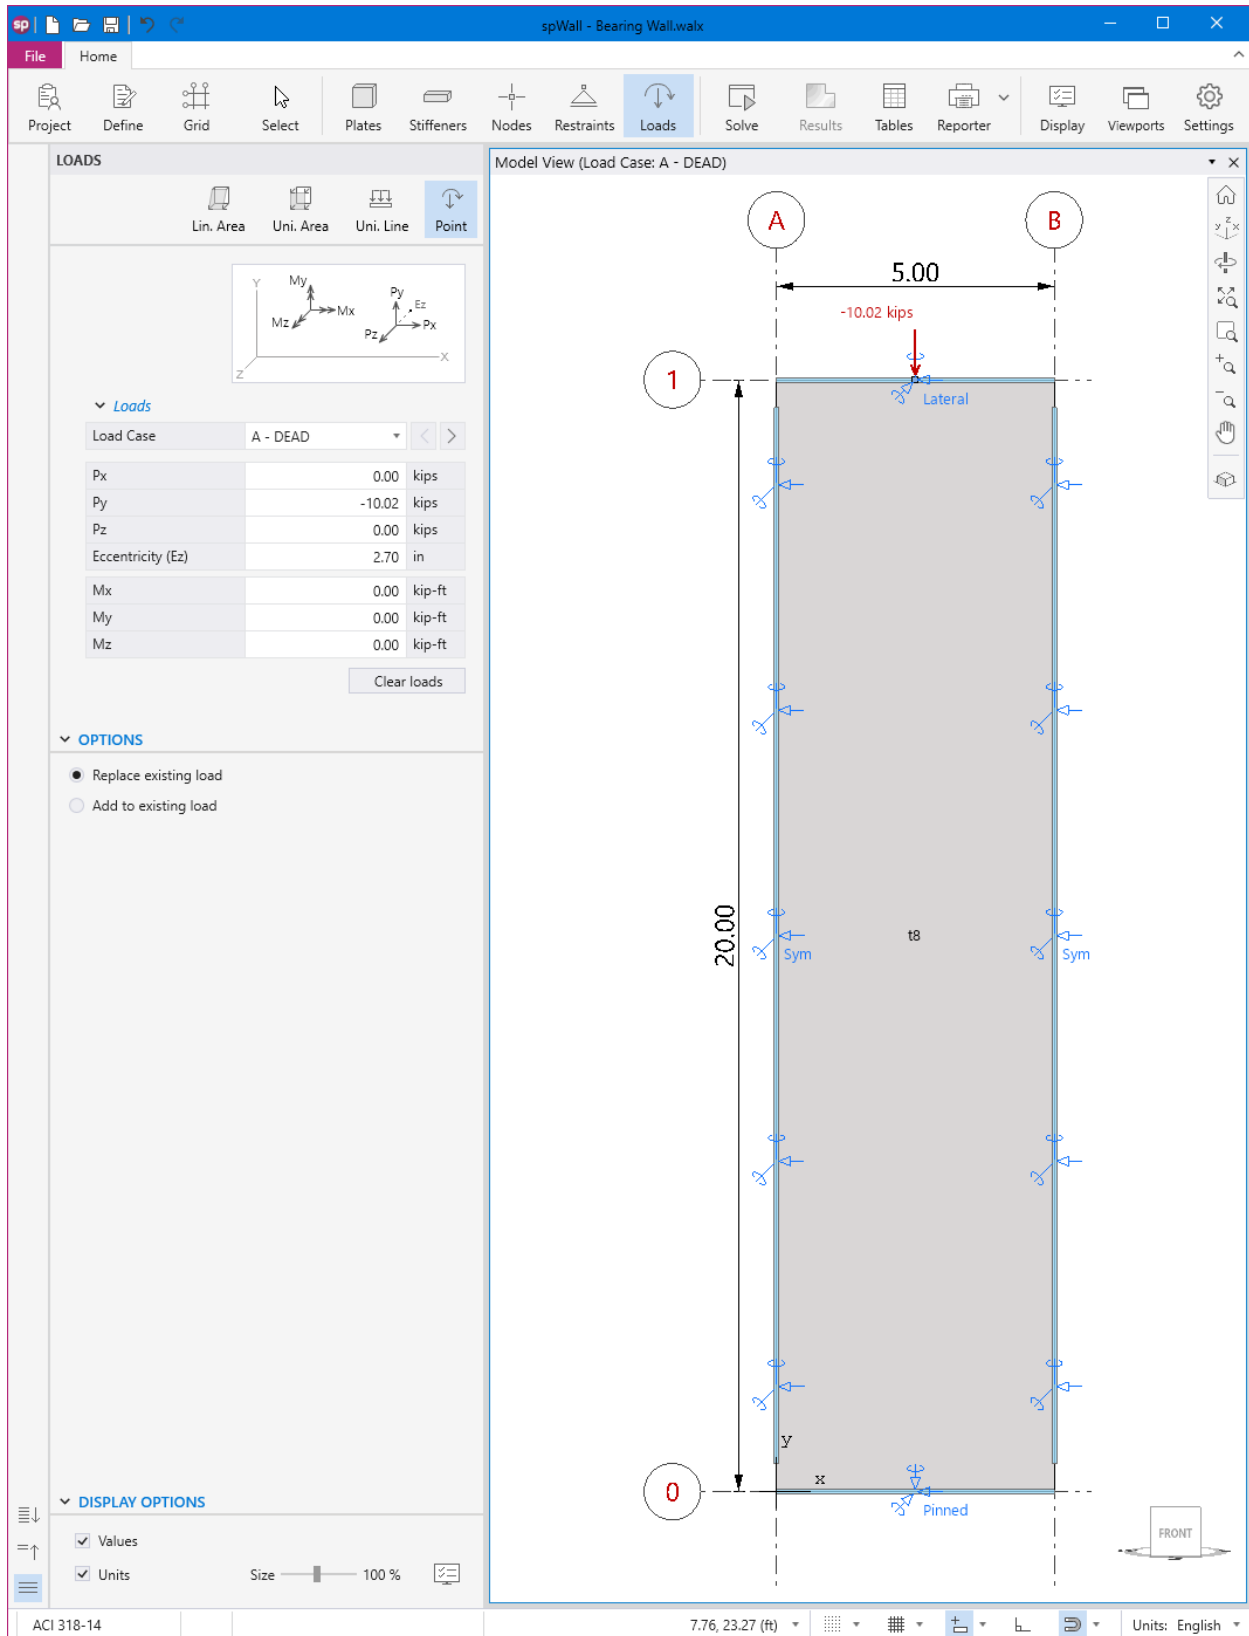 sp
spWall - Bearing Wall.walx
File Home
Project Define Grid Select Plates Stiffeners Nodes Restraints Loads Solve Results Tables Reporter Display Viewports Settings
LOADS
Lin. Area Uni. Area Uni. Line Point
Y My Mx Mz Py Ez Px Pz X Z
Loads
Load Case A - DEAD
Px 0.00 kips
Py -10.02 kips
Pz 0.00 kips
Eccentricity (Ez) 2.70 in
Mx 0.00 kip-ft
My 0.00 kip-ft
Mz 0.00 kip-ft
Clear loads
OPTIONS
Replace existing load
Add to existing load
DISPLAY OPTIONS
Values
Units Size 100 %
Model View (Load Case: A - DEAD)
z
y x
A B
5.00
-10.02 kips
1
Lateral
20.00
t8
Sym Sym
y
x
0
Pinned
FRONT
ACI 318-14 7.76, 23.27 (ft) Units: English